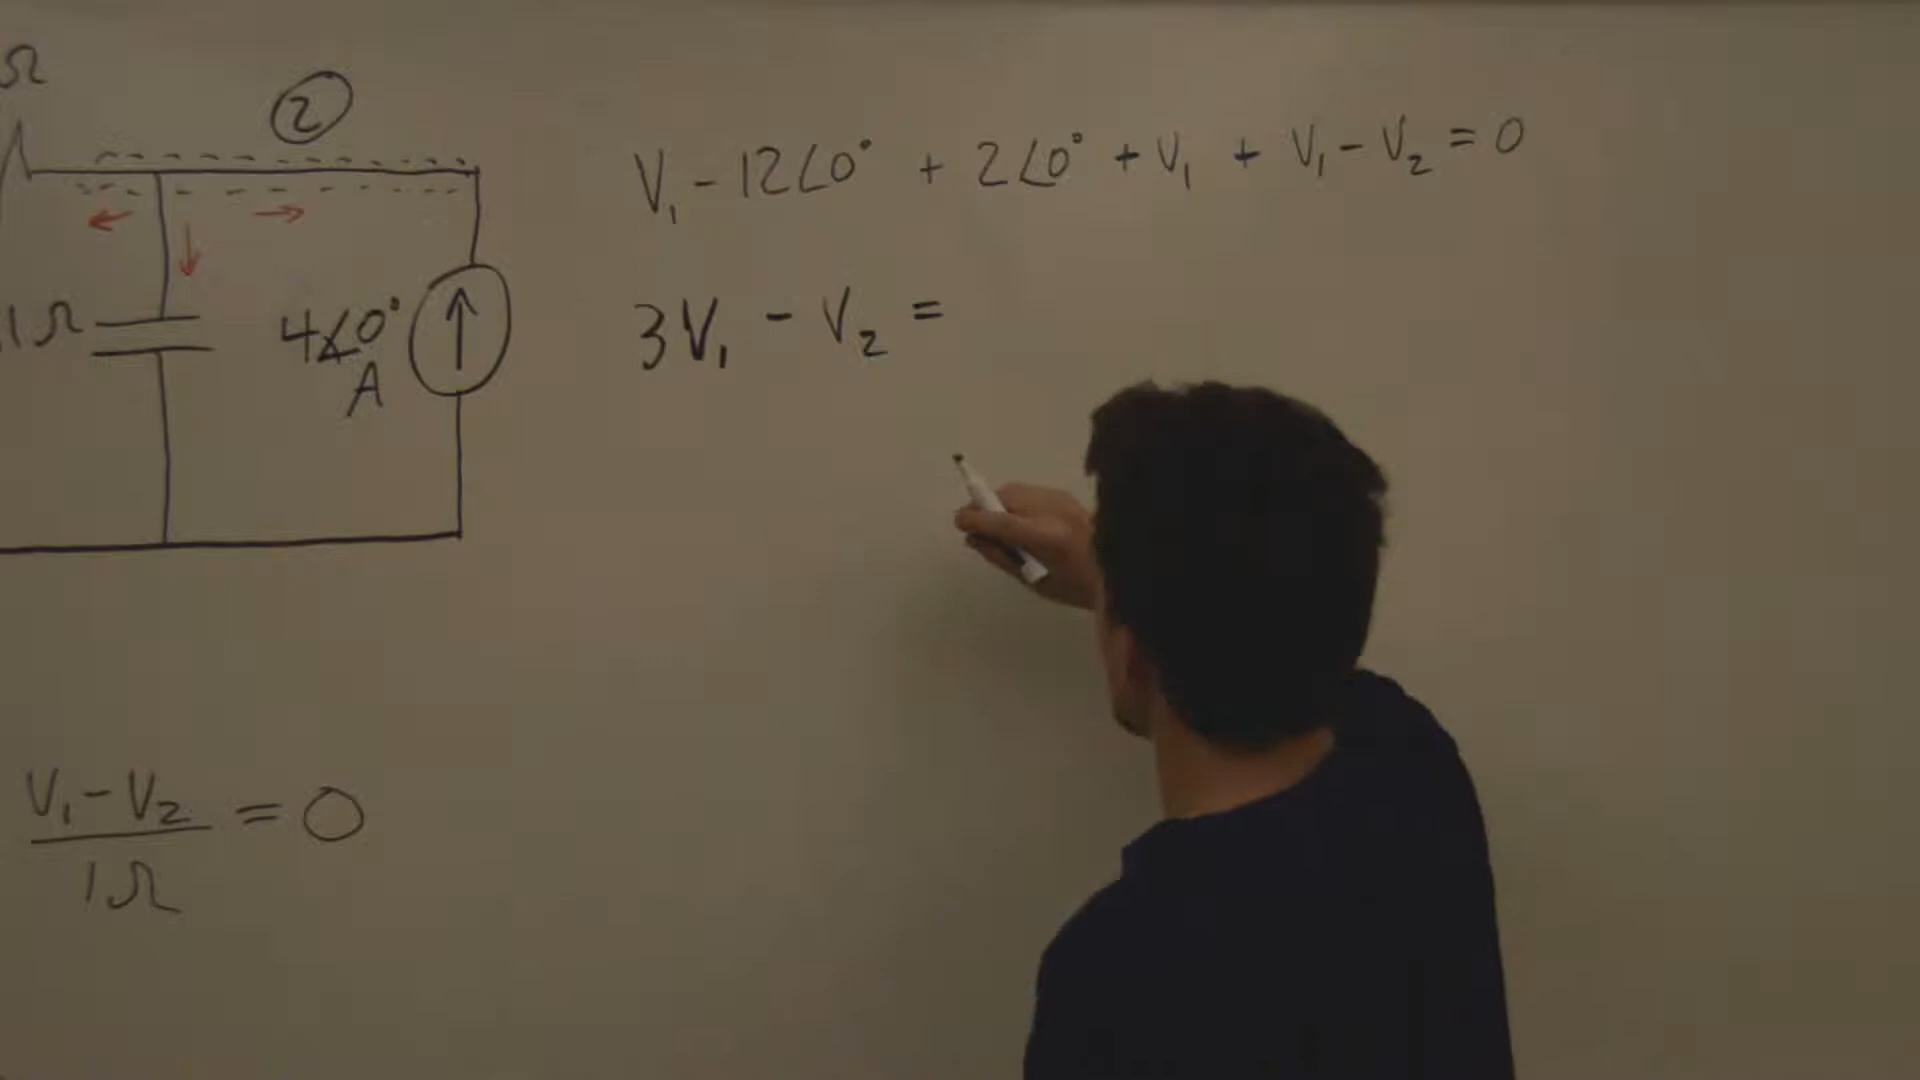 Ω
2
V₁ - 12∠0° + 2∠0° + V₁ + V₁ - V₂ = 0
1Ω
4∠0°
A
3V₁ - V₂ =
V₁ - V₂ = 0
1Ω